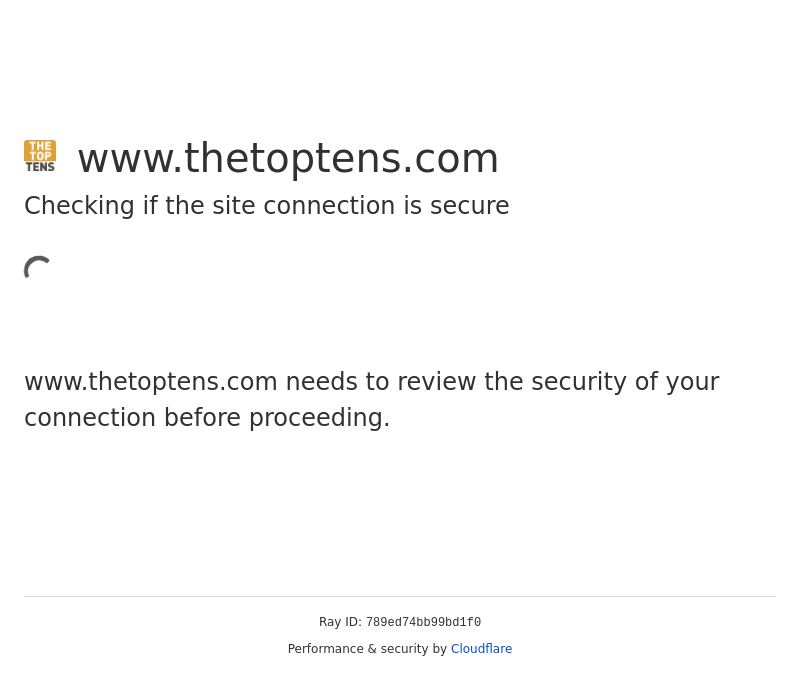 THE
TOP
TENS
www.thetoptens.com
Checking if the site connection is secure
www.thetoptens.com needs to review the security of your
connection before proceeding.
Ray ID: 789ed74bb99bd1f0
Performance & security by Cloudflare